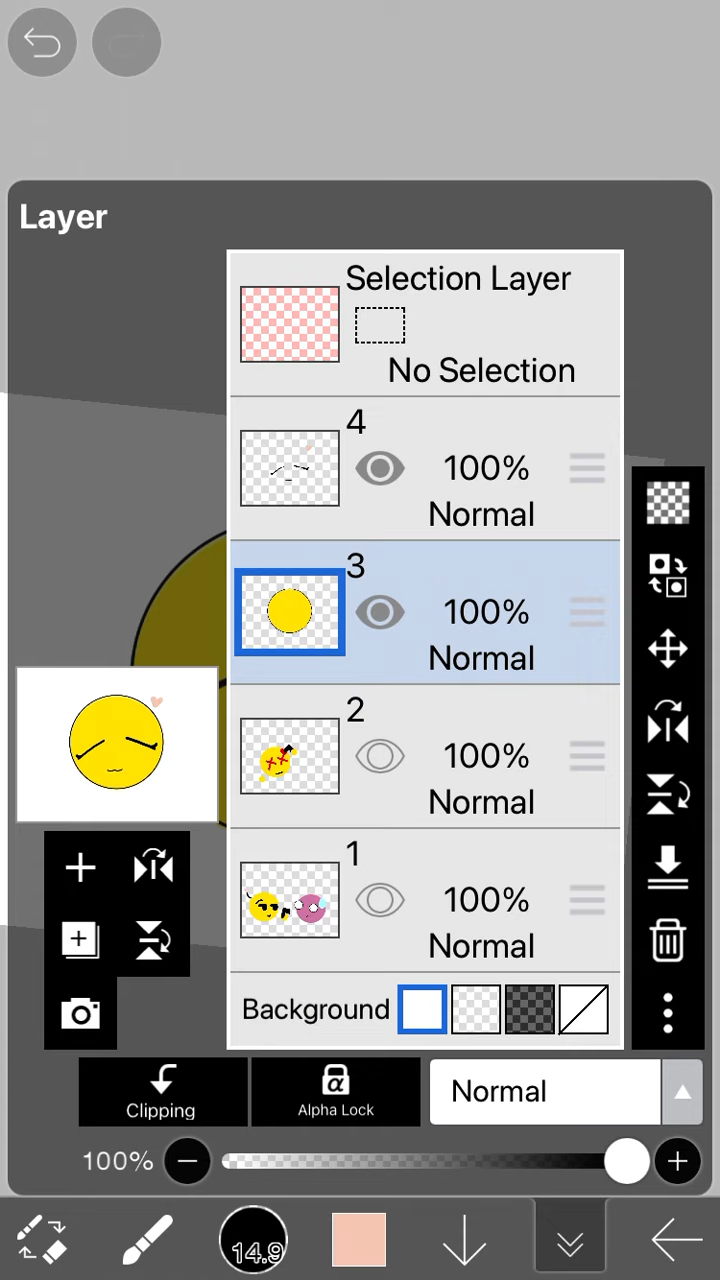 Layer
Selection Layer
No Selection
4
100%
Normal
3
100%
Normal
2
100%
Normal
1
100%
Normal
Background
Clipping
α
Alpha Lock
Normal
100%
14.9